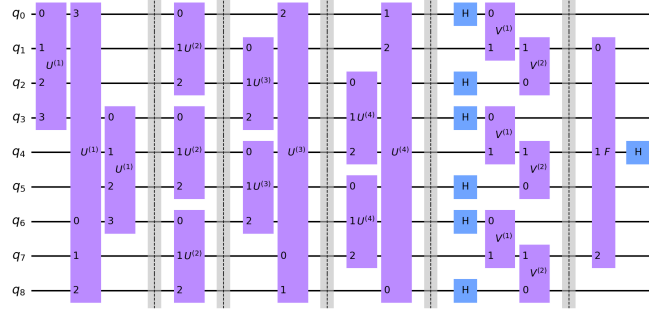 q0 0 3 0 2 1 H 0
q1 1 U(1) 1 U(2) 0 2 1 V(1) 1 0
q2 2 2 1 U(3) 0 H 0 V(2)
q3 3 0 0 2 1 U(4) H 0
q4 U(1) 1 U(1) 1 U(2) 0 U(3) 2 U(4) 1 V(1) 1 1 F H
q5 2 2 1 U(3) 0 H 0 V(2)
q6 0 3 0 2 1 U(4) H 0
q7 1 1 U(2) 0 2 1 V(1) 1 2
q8 2 2 1 0 H 0 V(2)